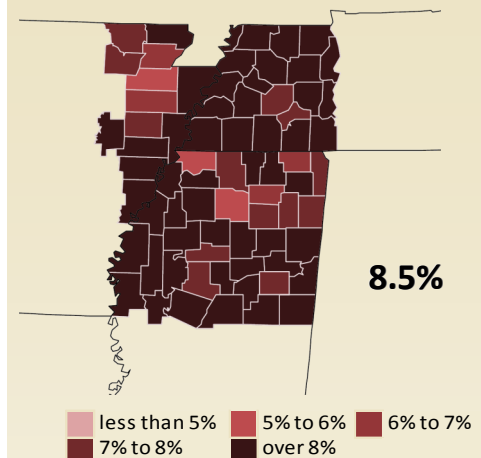 8.5%
less than 5% 5% to 6% 6% to 7%
7% to 8% over 8%